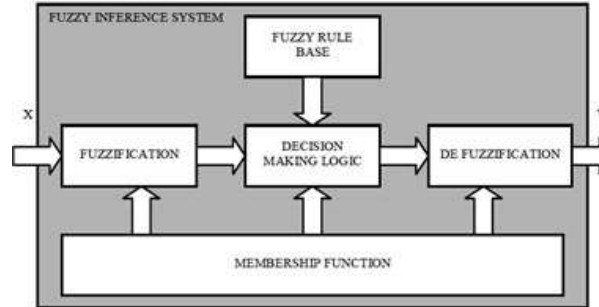 FUZZY INFERENCE SYSTEM
FUZZY RULE
BASE
X
FUZZIFICATION
DECISION
MAKING LOGIC
DE FUZZIFICATION
MEMBERSHIP FUNCTION